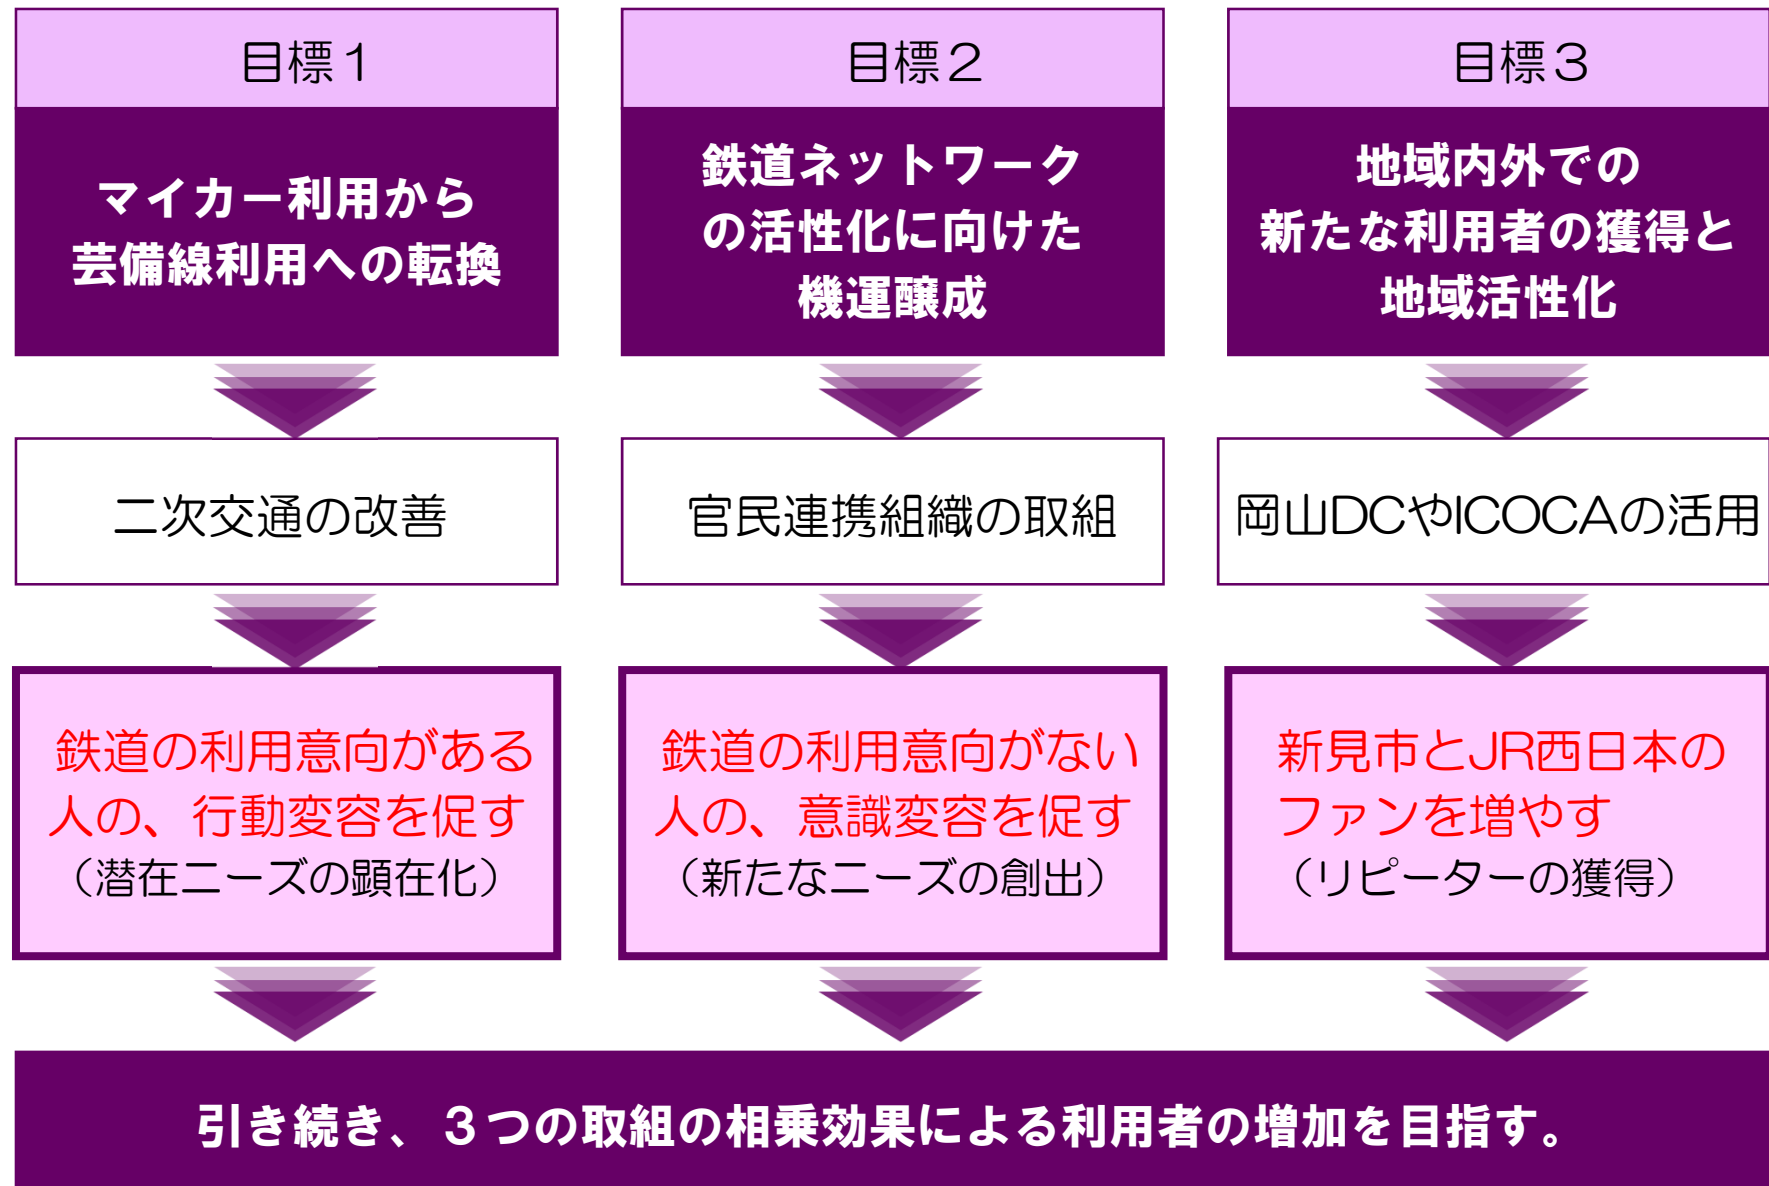 目標１
マイカー利用から
芸備線利用への転換
二次交通の改善
鉄道の利用意向がある
人の、行動変容を促す
（潜在ニーズの顕在化）
目標２
鉄道ネットワーク
の活性化に向けた
機運醸成
官民連携組織の取組
鉄道の利用意向がない
人の、意識変容を促す
（新たなニーズの創出）
目標３
地域内外での
新たな利用者の獲得と
地域活性化
岡山DCやICOCAの活用
新見市とJR西日本の
ファンを増やす
（リピーターの獲得）
引き続き、３つの取組の相乗効果による利用者の増加を目指す。